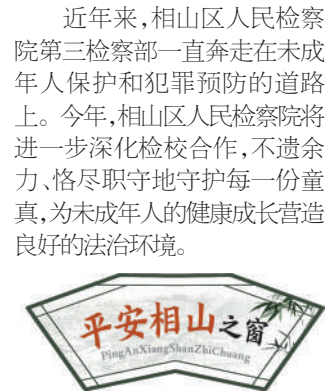 近年来,相山区人民检察
院第三检察部一直奔走在未成
年人保护和犯罪预防的道路
上。今年,相山区人民检察院将
进一步深化检校合作,不遗余
力、恪尽职守地守护每一份童
真,为未成年人的健康成长营造
良好的法治环境。
平安相山之窗
PingAnXiangShanZhiChuang